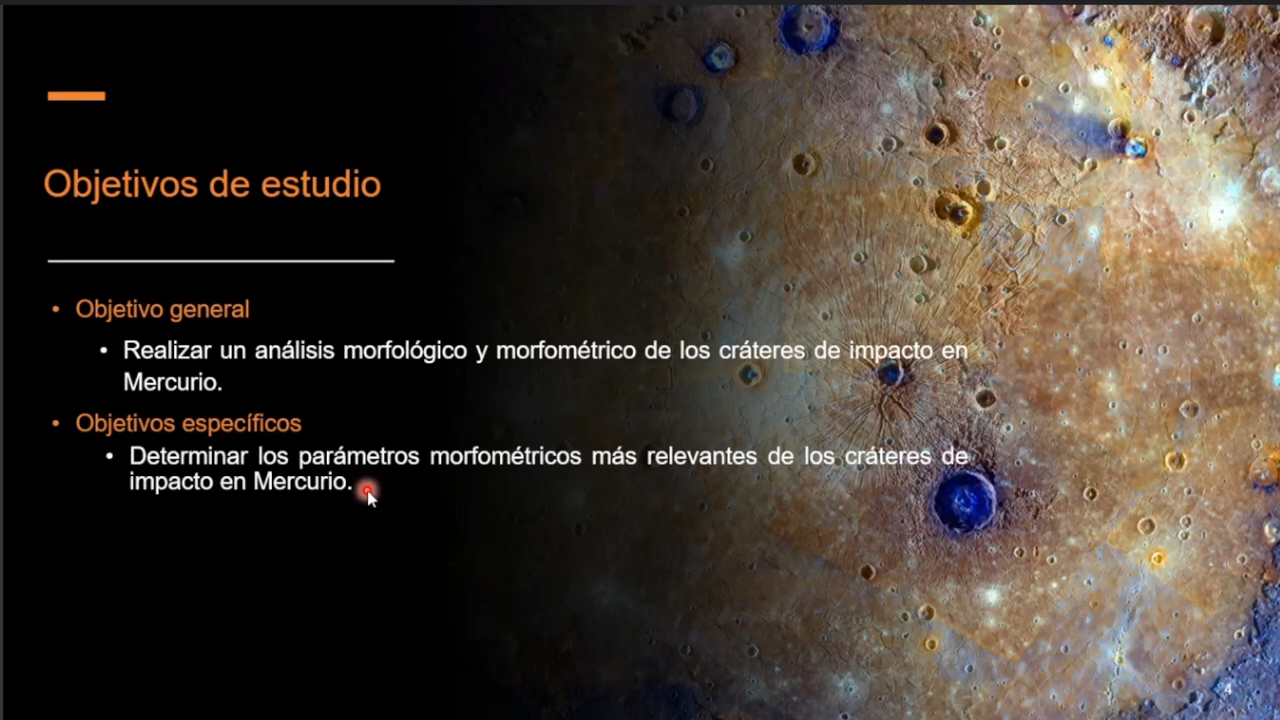 Objetivos de estudio
• Objetivo general
• Realizar un análisis morfológico y morfométrico de los cráteres de impacto en
Mercurio.
• Objetivos específicos
• Determinar los parámetros morfométricos más relevantes de los cráteres de
impacto en Mercurio.
4